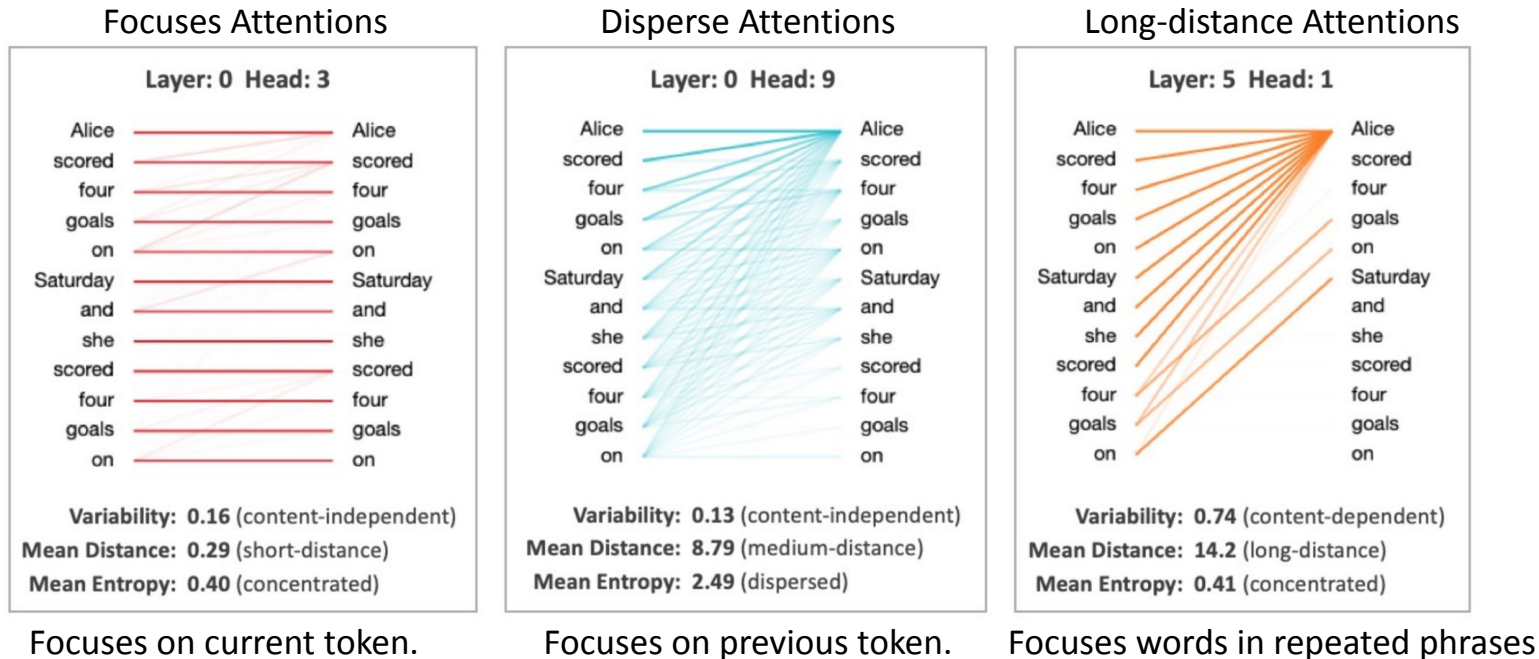 Focuses Attentions
Layer: 0 Head: 3
Alice Alice
scored scored
four four
goals goals
on on
Saturday Saturday
and and
she she
scored scored
four four
goals goals
on on
Variability: 0.16 (content-independent)
Mean Distance: 0.29 (short-distance)
Mean Entropy: 0.40 (concentrated)
Focuses on current token.
Disperse Attentions
Layer: 0 Head: 9
Alice Alice
scored scored
four four
goals goals
on on
Saturday Saturday
and and
she she
scored scored
four four
goals goals
on on
Variability: 0.13 (content-independent)
Mean Distance: 8.79 (medium-distance)
Mean Entropy: 2.49 (dispersed)
Focuses on previous token.
Long-distance Attentions
Layer: 5 Head: 1
Alice Alice
scored scored
four four
goals goals
on on
Saturday Saturday
and and
she she
scored scored
four four
goals goals
on on
Variability: 0.74 (content-dependent)
Mean Distance: 14.2 (long-distance)
Mean Entropy: 0.41 (concentrated)
Focuses words in repeated phrases